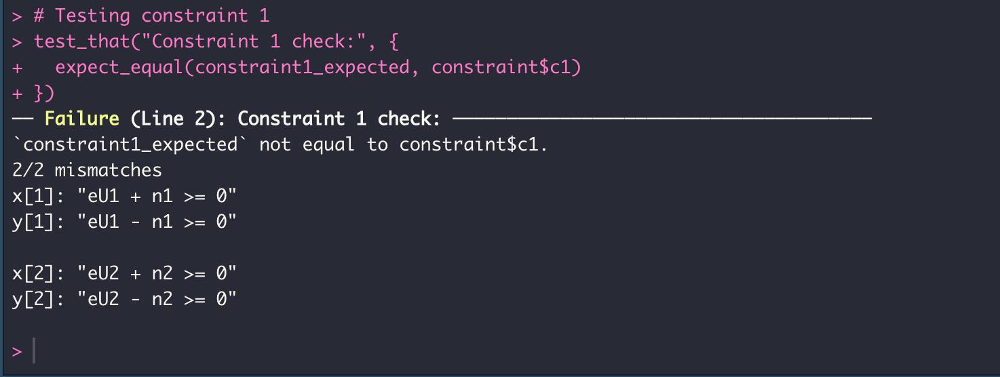 > # Testing constraint 1
> test_that("Constraint 1 check:", {
+   expect_equal(constraint1_expected, constraint$c1)
+ })
── Failure (Line 2): Constraint 1 check: ───────────────────────────────────────
`constraint1_expected` not equal to constraint$c1.
2/2 mismatches
x[1]: "eU1 + n1 >= 0"
y[1]: "eU1 - n1 >= 0"
x[2]: "eU2 + n2 >= 0"
y[2]: "eU2 - n2 >= 0"
>